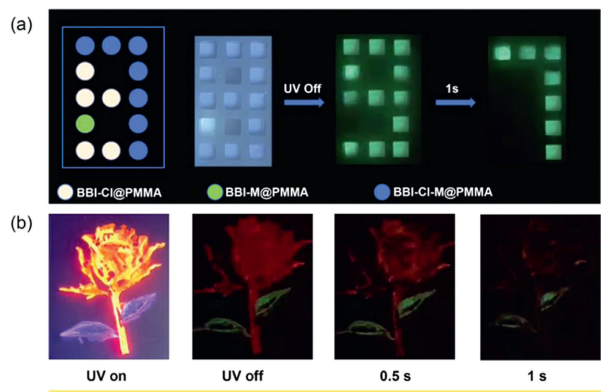 (a)
UV Off
1s
BBI-Cl@PMMA
BBI-M@PMMA
BBI-Cl-M@PMMA
(b)
UV on
UV off
0.5 s
1 s